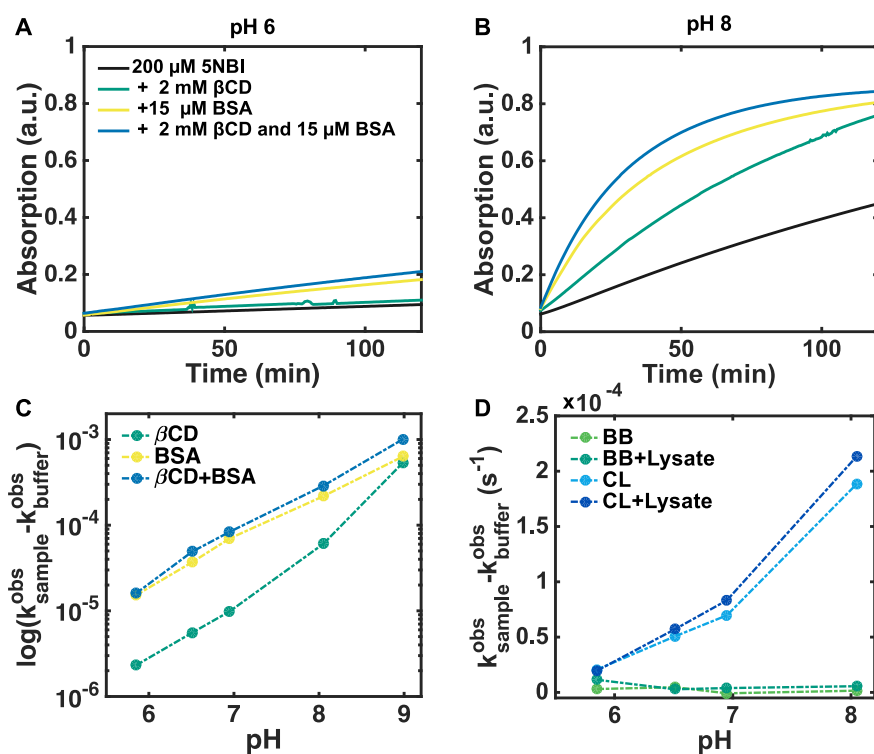 A
pH 6
Absorption (a.u.)
1
0.8
0.6
0.4
0.2
0
200 µM 5NBI
+ 2 mM βCD
+15 µM BSA
+ 2 mM βCD and 15 µM BSA
0
50
100
Time (min)
B
pH 8
Absorption (a.u.)
1
0.8
0.6
0.4
0.2
0
0
50
100
Time (min)
C
log(k^obs_sample-k^obs_buffer)
10^-3
10^-4
10^-5
10^-6
βCD
BSA
βCD+BSA
6
7
8
9
pH
D
×10^-4
k^obs_sample-k^obs_buffer (s^-1)
2.5
2
1.5
1
0.5
0
BB
BB+Lysate
CL
CL+Lysate
6
7
8
pH